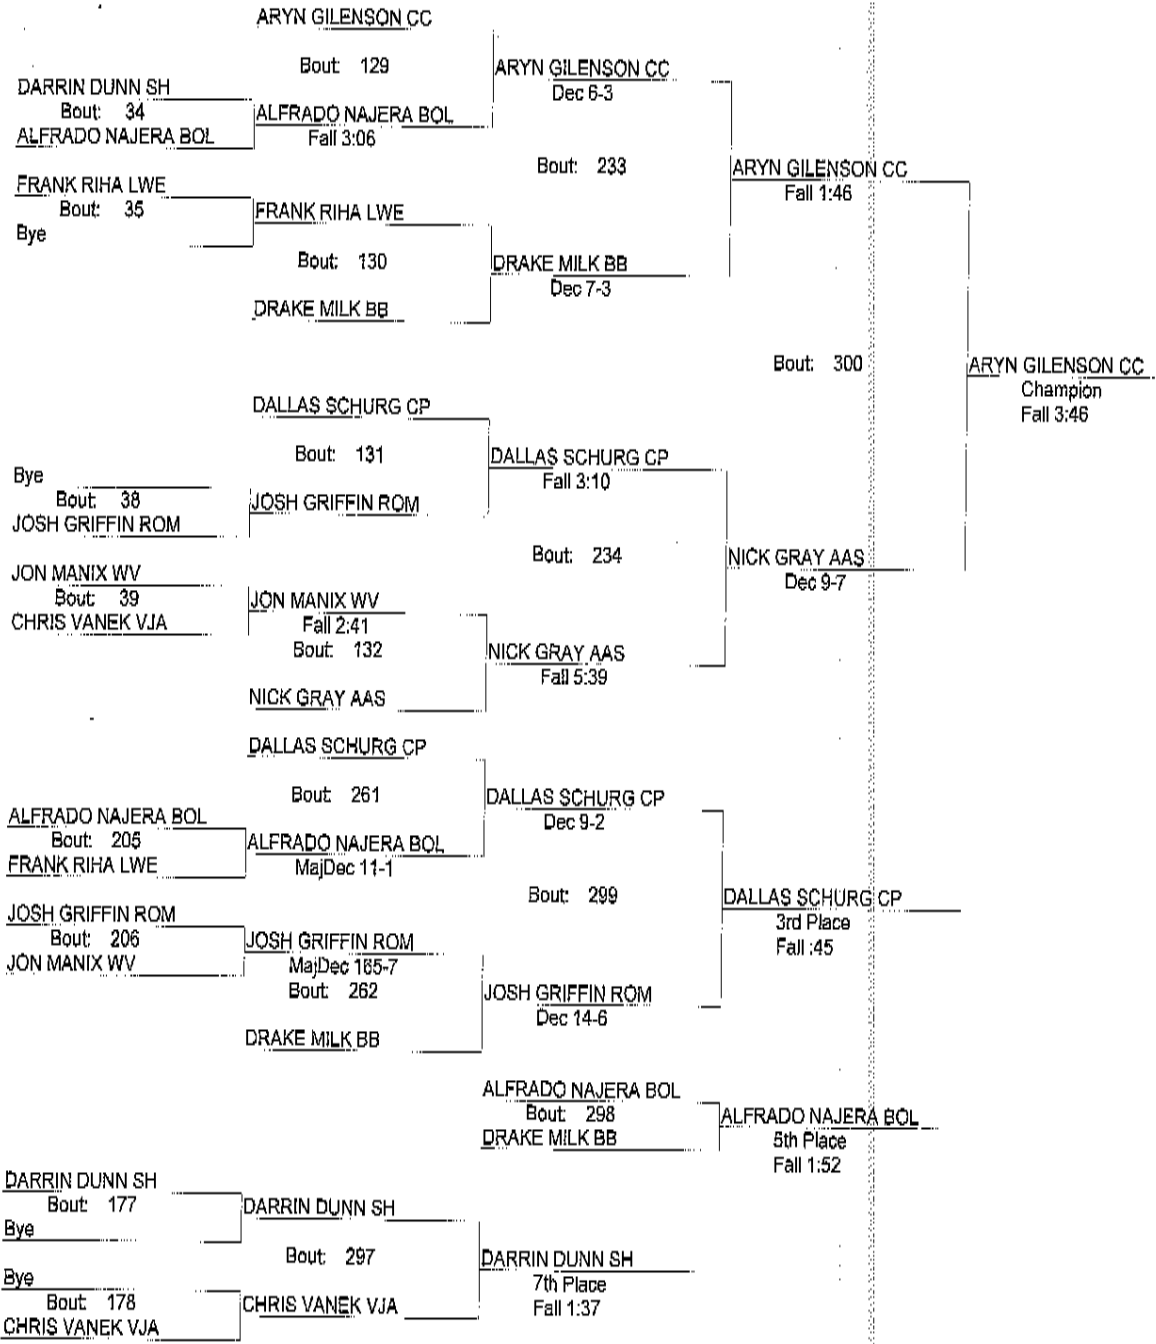 ARYN GILENSON CC
Bout: 129
ARYN GILENSON CC
Dec 6-3
DARRIN DUNN SH
Bout: 34
ALFRADO NAJERA BOL
ALFRADO NAJERA BOL
Fall 3:06
Bout: 233
ARYN GILENSON CC
Fall 1:46
FRANK RIHA LWE
Bout: 35
Bye
FRANK RIHA LWE
Bout: 130
DRAKE MILK BB
Dec 7-3
DRAKE MILK BB
Bout: 300
ARYN GILENSON CC
Champion
Fall 3:46
DALLAS SCHURG CP
Bout: 131
DALLAS SCHURG CP
Fall 3:10
Bye
Bout: 38
JOSH GRIFFIN ROM
JOSH GRIFFIN ROM
Bout: 234
NICK GRAY AAS
Dec 9-7
JON MANIX WV
Bout: 39
CHRIS VANEK VJA
JON MANIX WV
Fall 2:41
Bout: 132
NICK GRAY AAS
Fall 5:39
NICK GRAY AAS
DALLAS SCHURG CP
Bout: 261
DALLAS SCHURG CP
Dec 9-2
ALFRADO NAJERA BOL
Bout: 205
FRANK RIHA LWE
ALFRADO NAJERA BOL
MajDec 11-1
Bout: 299
DALLAS SCHURG CP
3rd Place
Fall :45
JOSH GRIFFIN ROM
Bout: 206
JON MANIX WV
JOSH GRIFFIN ROM
MajDec 165-7
Bout: 262
JOSH GRIFFIN ROM
Dec 14-6
DRAKE MILK BB
ALFRADO NAJERA BOL
Bout: 298
DRAKE MILK BB
ALFRADO NAJERA BOL
5th Place
Fall 1:52
DARRIN DUNN SH
Bout: 177
Bye
DARRIN DUNN SH
Bout: 297
DARRIN DUNN SH
7th Place
Fall 1:37
Bye
Bout: 178
CHRIS VANEK VJA
CHRIS VANEK VJA